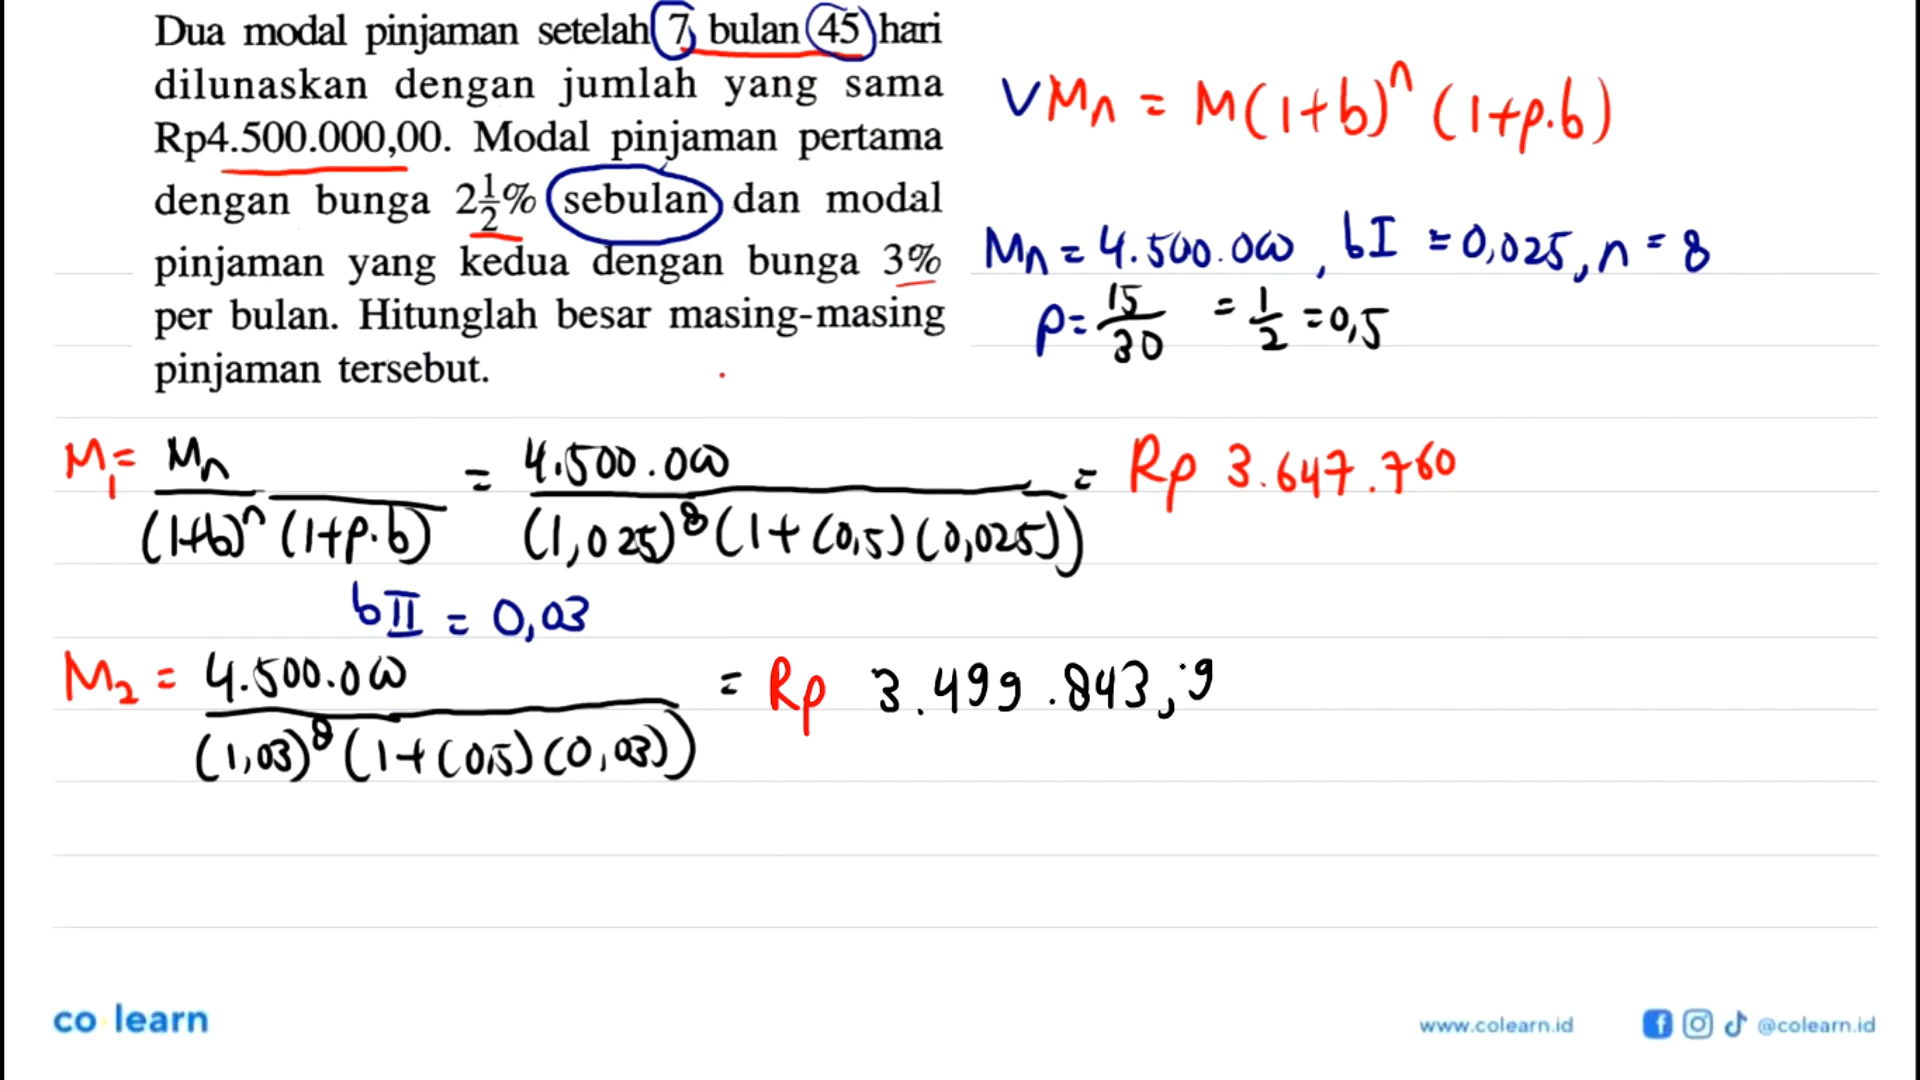 Dua modal pinjaman setelah 7 bulan 45 hari
dilunaskan dengan jumlah yang sama
Rp4.500.000,00. Modal pinjaman pertama
dengan bunga 2½% sebulan dan modal
pinjaman yang kedua dengan bunga 3%
per bulan. Hitunglah besar masing-masing
pinjaman tersebut.
V Mn = M(1+b)^n (1+p.b)
Mn = 4.500.000, bI = 0,025, n = 8
p = 15/30 = 1/2 = 0,5
M1 = Mn / (1+b)^n (1+p.b) = 4.500.000 / (1,025)^8 (1+(0,5)(0,025)) = Rp 3.647.760
bII = 0,03
M2 = 4.500.000 / (1,03)^8 (1+(0,5)(0,03)) = Rp 3.499.843,9
co learn
www.colearn.id @colearn.id